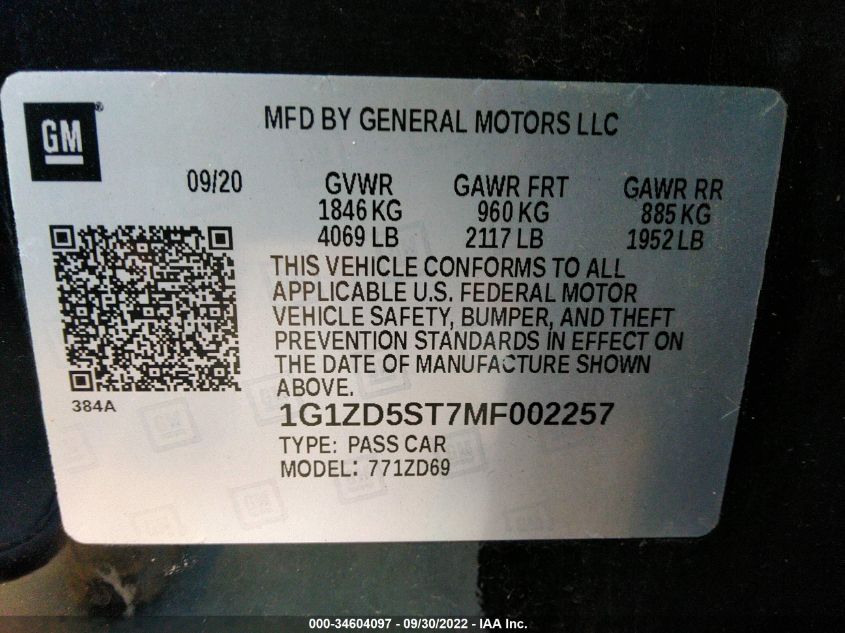 GM®
MFD BY GENERAL MOTORS LLC
09/20 GVWR GAWR FRT GAWR RR
1846 KG 960 KG 885 KG
4069 LB 2117 LB 1952 LB
THIS VEHICLE CONFORMS TO ALL
APPLICABLE U.S. FEDERAL MOTOR
VEHICLE SAFETY, BUMPER, AND THEFT
PREVENTION STANDARDS IN EFFECT ON
THE DATE OF MANUFACTURE SHOWN
ABOVE.
384A
1G1ZD5ST7MF002257
TYPE: PASS CAR
MODEL: 771ZD69
000-34604097 - 09/30/2022 - IAA Inc.